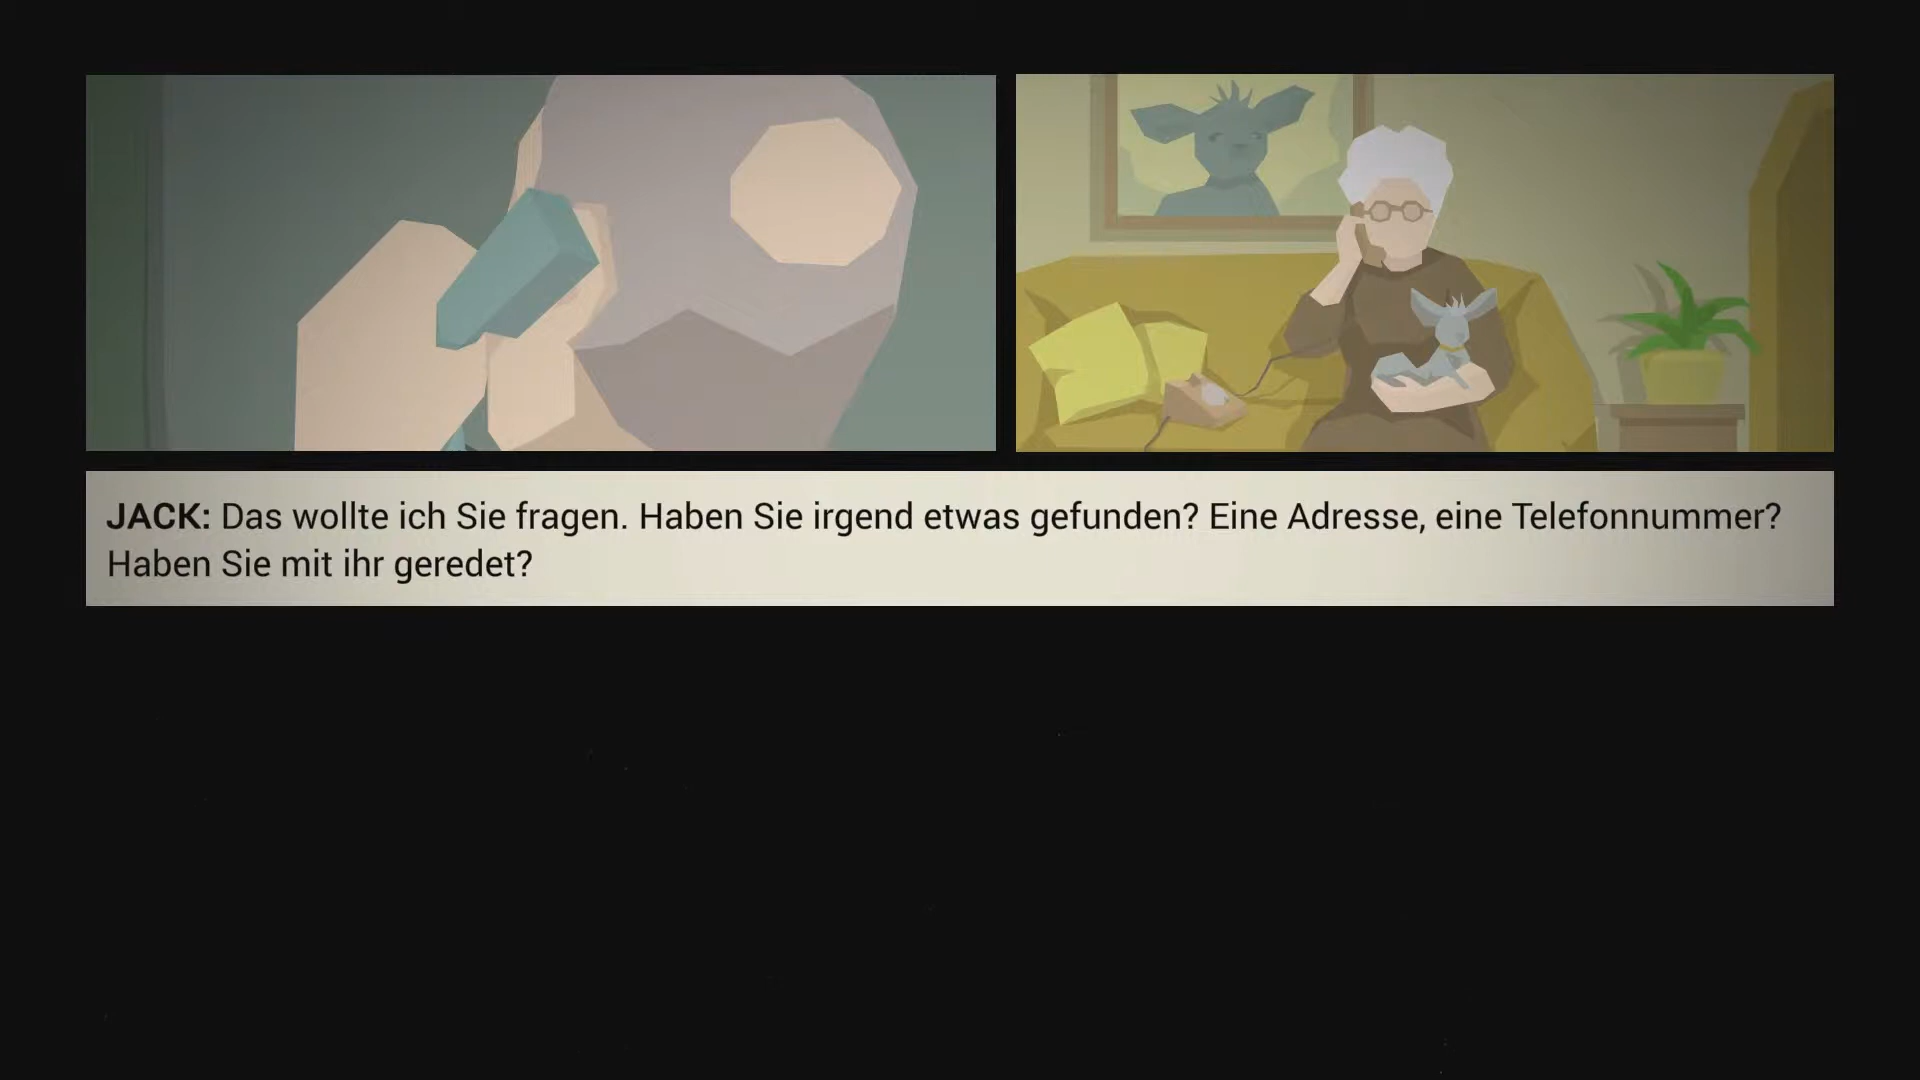 JACK: Das wollte ich Sie fragen. Haben Sie irgend etwas gefunden? Eine Adresse, eine Telefonnummer?
Haben Sie mit ihr geredet?